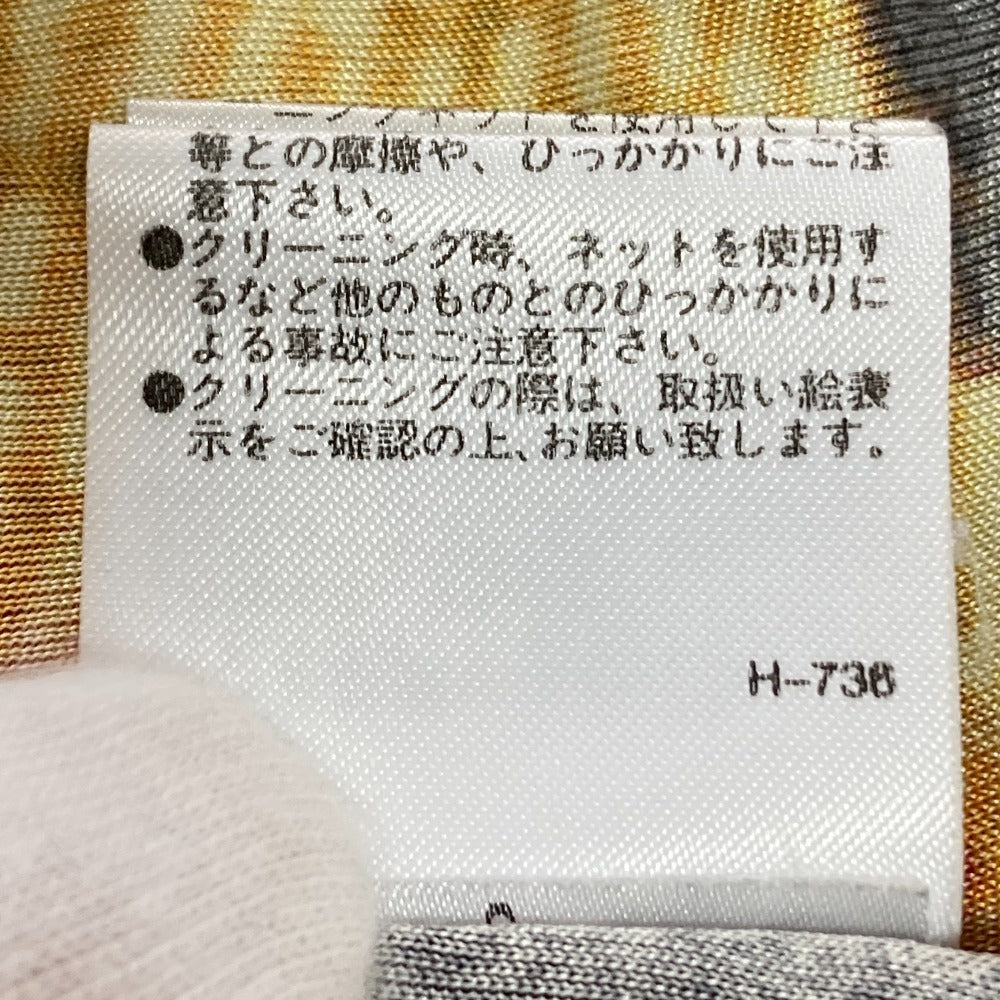 等との摩擦や、ひっかかりにご注
意下さい。
●クリーニング時、ネットを使用す
るなど他のものとのひっかかりに
よる事故にご注意下さい。
●クリーニングの際は、取扱い絵表
示をご確認の上、お願い致します。
H-736